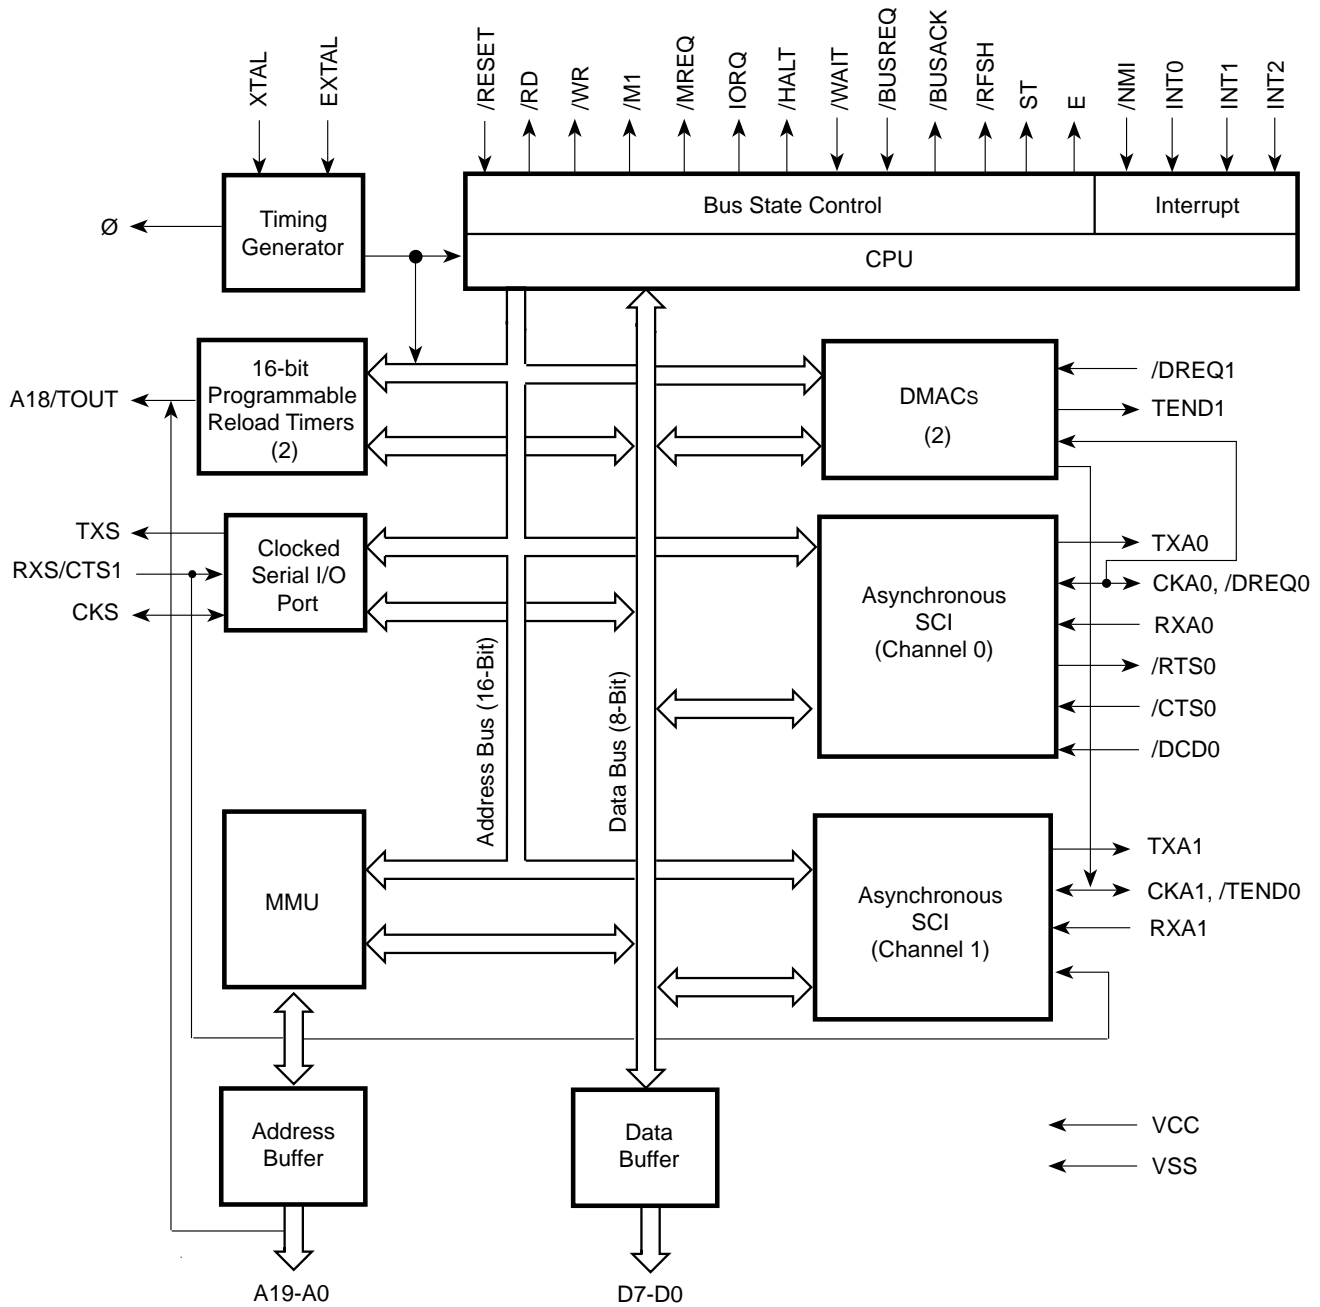 XTAL
EXTAL
/RESET
/RD
/WR
/M1
/MREQ
IORQ
/HALT
/WAIT
/BUSREQ
/BUSACK
/RFSH
ST
E
/NMI
INT0
INT1
INT2
Ø
Timing
Generator
Bus State Control
Interrupt
CPU
A18/TOUT
16-bit
Programmable
Reload Timers
(2)
DMACs
(2)
/DREQ1
TEND1
TXS
RXS/CTS1
CKS
Clocked
Serial I/O
Port
Address Bus (16-Bit)
Data Bus (8-Bit)
Asynchronous
SCI
(Channel 0)
TXA0
CKA0, /DREQ0
RXA0
/RTS0
/CTS0
/DCD0
MMU
Asynchronous
SCI
(Channel 1)
TXA1
CKA1, /TEND0
RXA1
Address
Buffer
Data
Buffer
VCC
VSS
A19-A0
D7-D0